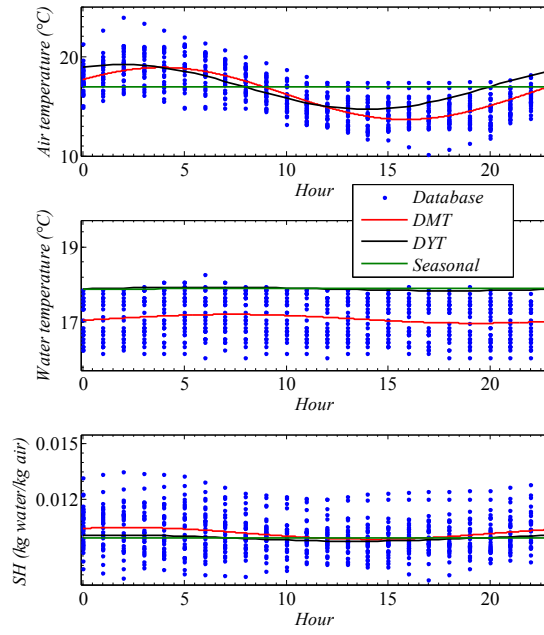 Air temperature (°C)
20
10
0
5
10
15
20
Hour
Database
DMT
DYT
Seasonal
Water temperature (°C)
19
17
0
5
10
15
20
Hour
SH (kg water/kg air)
0.015
0.012
0
5
10
15
20
Hour